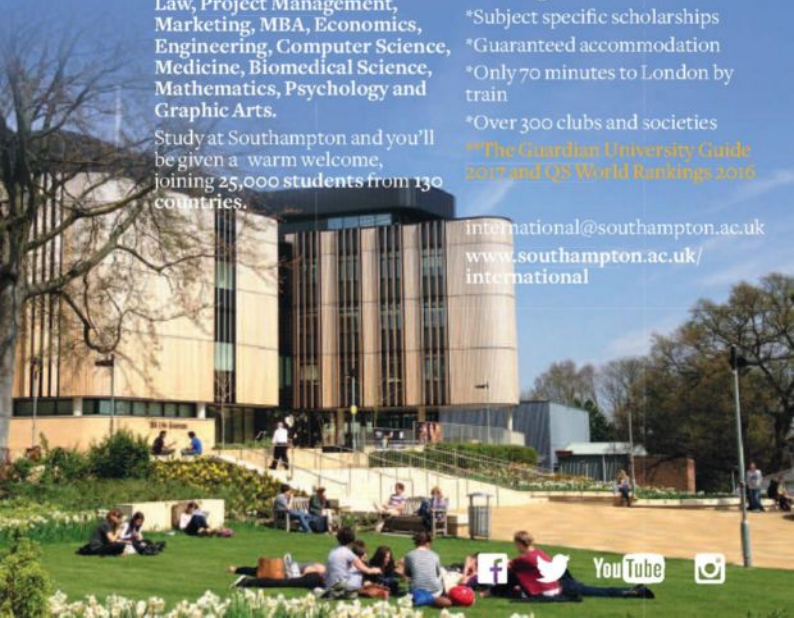 Law, Project Management,
Marketing, MBA, Economics,
Engineering, Computer Science,
Medicine, Biomedical Science,
Mathematics, Psychology and
Graphic Arts.
Study at Southampton and you'll
be given a warm welcome,
joining 25,000 students from 130
countries.
*Subject specific scholarships
*Guaranteed accommodation
*Only 70 minutes to London by
train
*Over 300 clubs and societies
**The Guardian University Guide
2017 and QS World Rankings 2016
international@southampton.ac.uk
www.southampton.ac.uk/
international
Life Sciences
f
YouTube